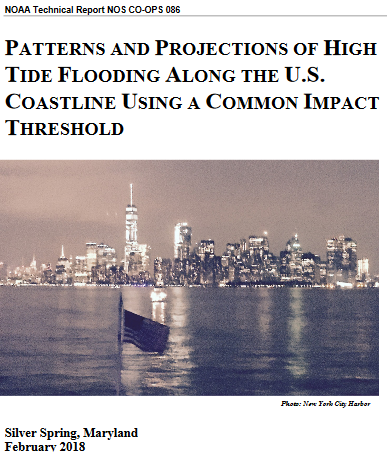 NOAA Technical Report NOS CO-OPS 086
PATTERNS AND PROJECTIONS OF HIGH
TIDE FLOODING ALONG THE U.S.
COASTLINE USING A COMMON IMPACT
THRESHOLD
Photo: New York City Harbor
Silver Spring, Maryland
February 2018